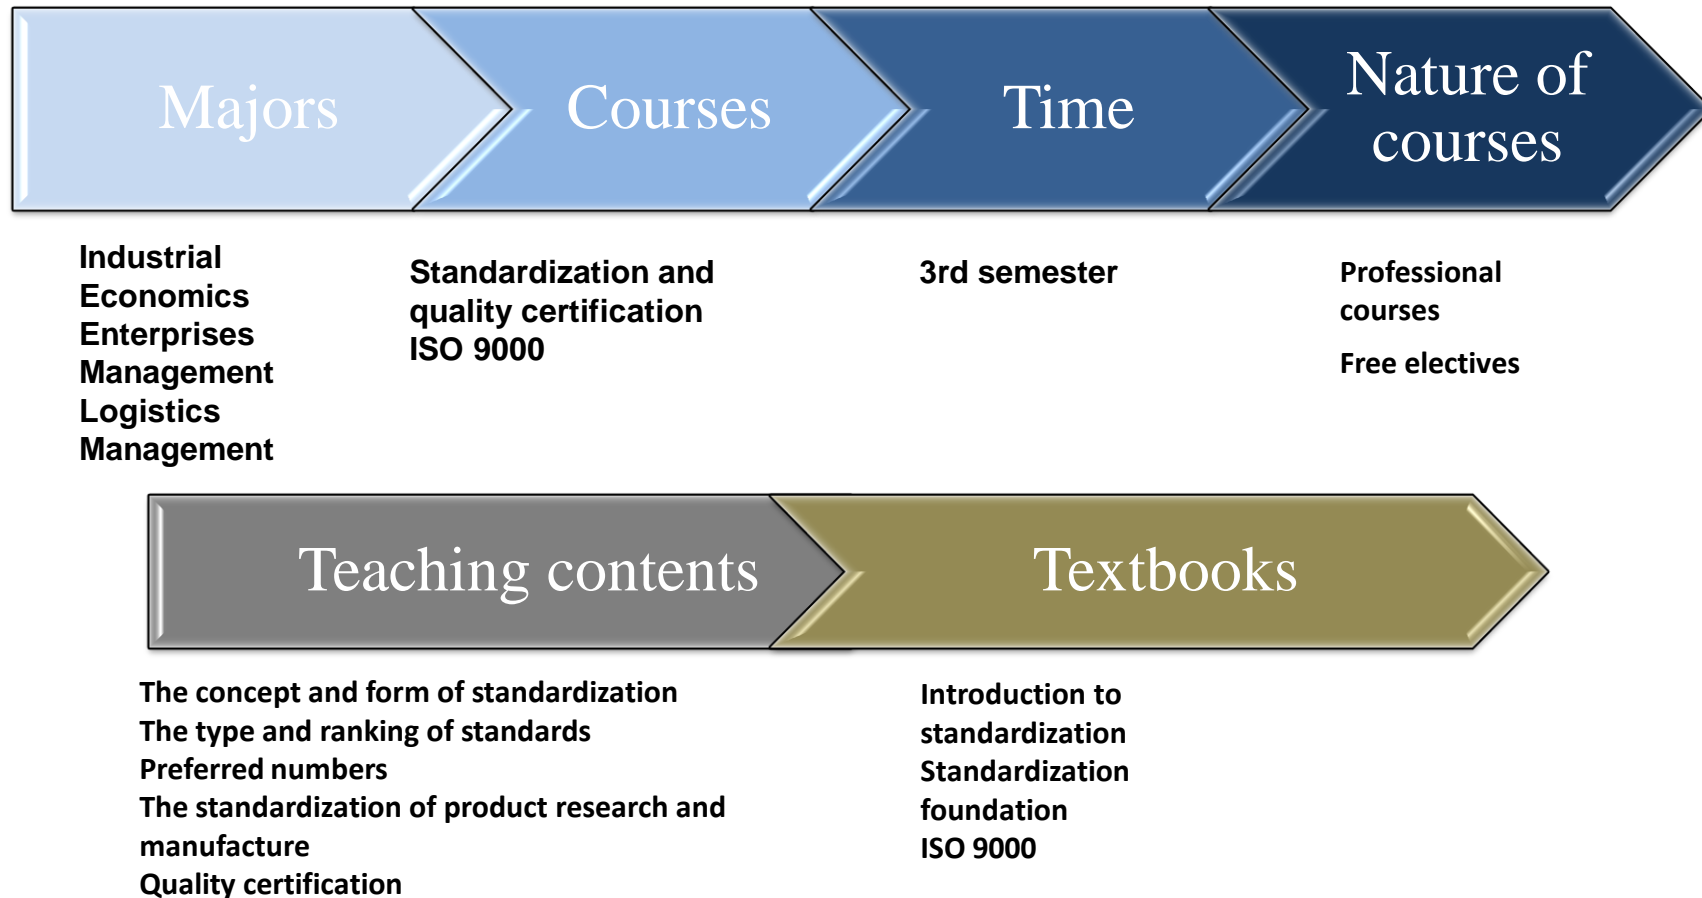 Majors
Courses
Time
Nature of
courses
Industrial
Economics
Enterprises
Management
Logistics
Management
Standardization and
quality certification
ISO 9000
3rd semester
Professional
courses
Free electives
Teaching contents
Textbooks
The concept and form of standardization
The type and ranking of standards
Preferred numbers
The standardization of product research and
manufacture
Quality certification
Introduction to
standardization
Standardization
foundation
ISO 9000